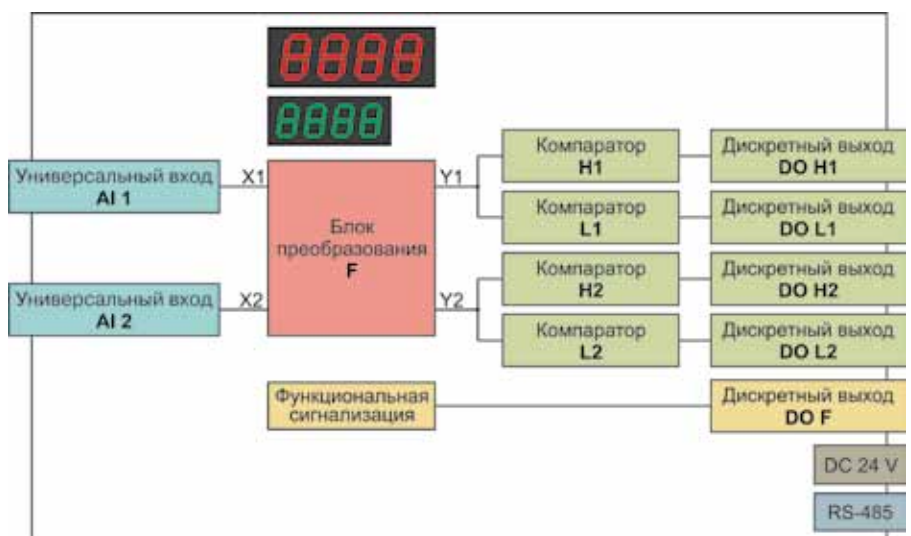 8888
8888
Универсальный вход
AI 1
X1
Блок
преобразования
F
Y1
Компаратор
H1
Дискретный выход
DO H1
Компаратор
L1
Дискретный выход
DO L1
Универсальный вход
AI 2
X2
Y2
Компаратор
H2
Дискретный выход
DO H2
Компаратор
L2
Дискретный выход
DO L2
Функциональная
сигнализация
Дискретный выход
DO F
DC 24 V
RS-485